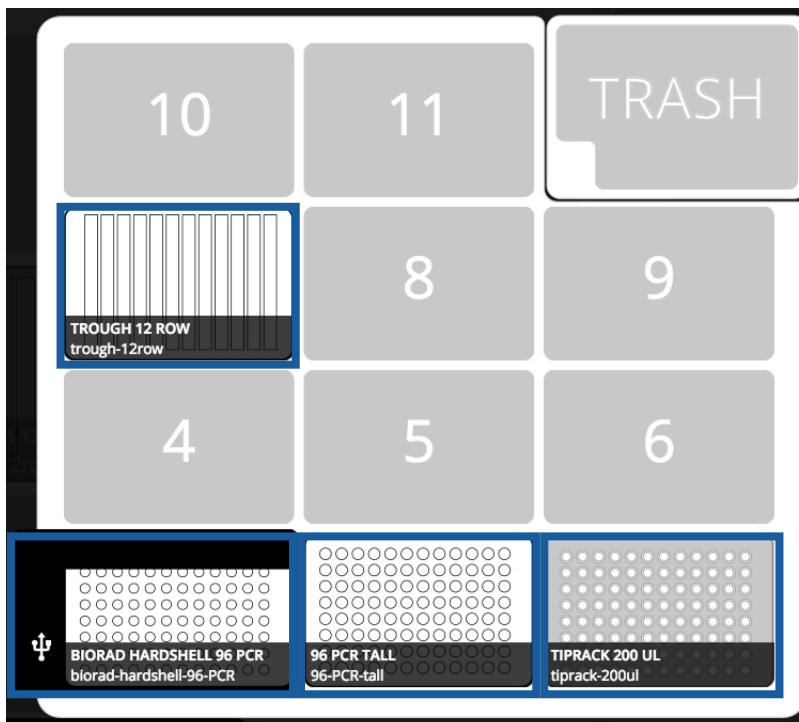 10
11
TRASH
TROUGH 12 ROW
trough-12row
8
9
4
5
6
BIORAD HARDSHELL 96 PCR
biorad-hardshell-96-PCR
96 PCR TALL
96-PCR-tall
TIPRACK 200 UL
tiprack-200ul